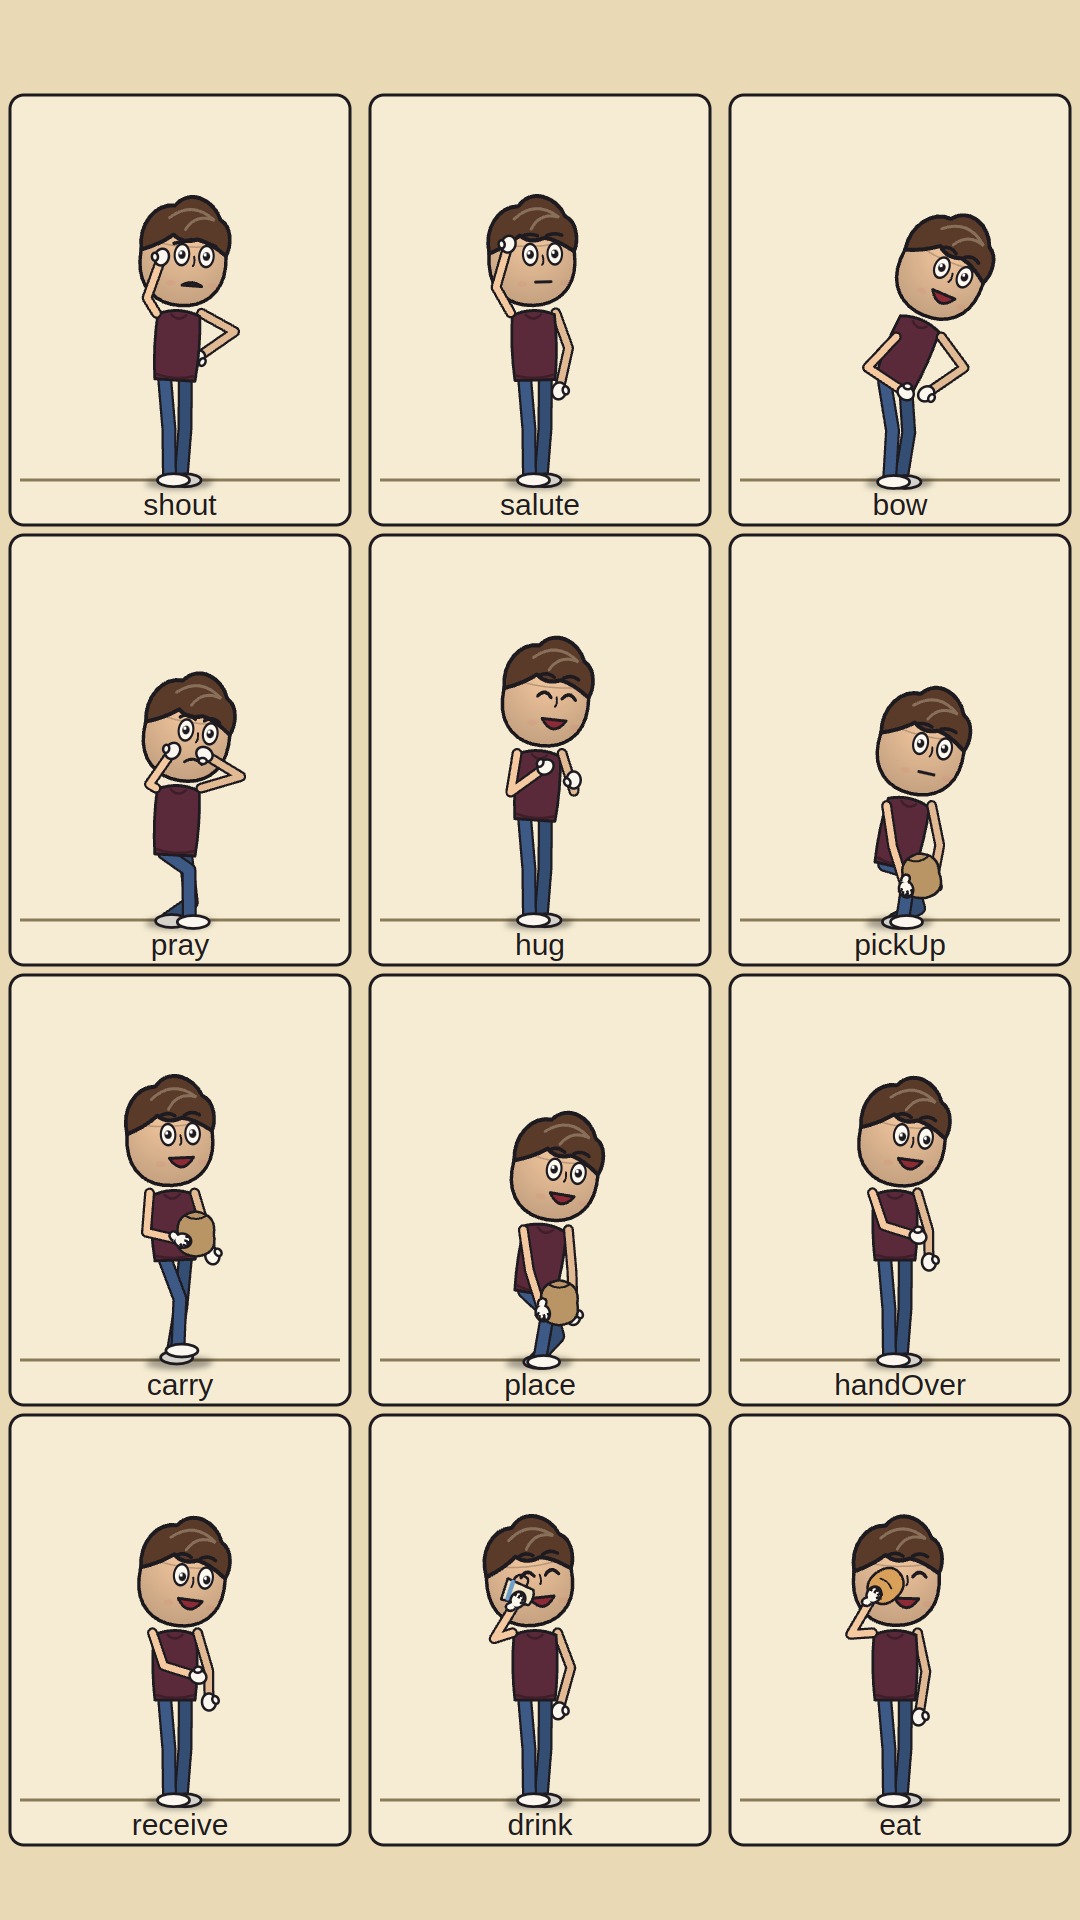 shout
salute
bow
pray
hug
pickUp
carry
place
handOver
receive
drink
eat